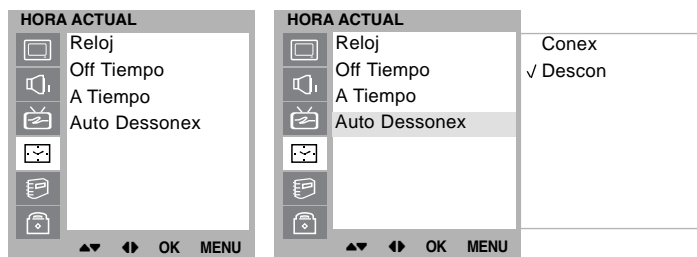 HORA ACTUAL
Reloj
Off Tiempo
A Tiempo
Auto Dessonex
▲▼ ◀▶ OK MENU
HORA ACTUAL
Reloj
Off Tiempo
A Tiempo
Auto Dessonex
▲▼ ◀▶ OK MENU
Conex
√ Descon